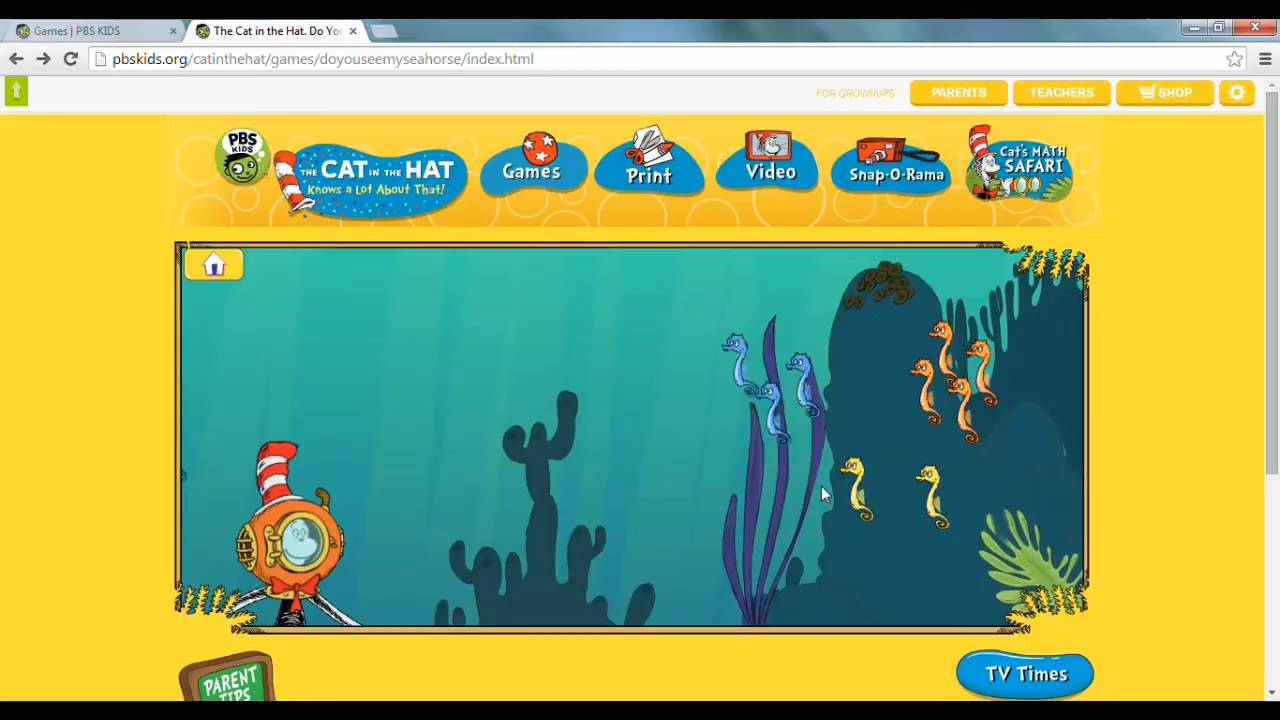 Games | PBS KIDS
The Cat in the Hat. Do You
pbskids.org/catinthehat/games/doyouseemyseahorse/index.html
FOR GROWNUPS
PARENTS
TEACHERS
SHOP
PBS
KIDS
THE CAT IN THE HAT
Knows a Lot About That!
Games
Print
Video
Snap-O-Rama
CAT'S MATH
SAFARI
PARENT
TIPS
TV Times